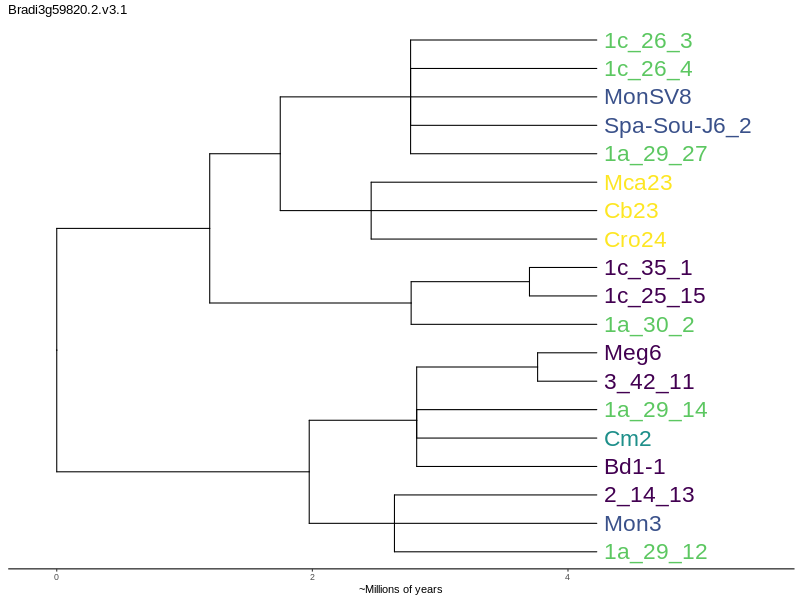 Bradi3g59820.2.v3.1
1c_26_3
1c_26_4
MonSV8
Spa-Sou-J6_2
1a_29_27
Mca23
Cb23
Cro24
1c_35_1
1c_25_15
1a_30_2
Meg6
3_42_11
1a_29_14
Cm2
Bd1-1
2_14_13
Mon3
1a_29_12
0 2 4
~Millions of years